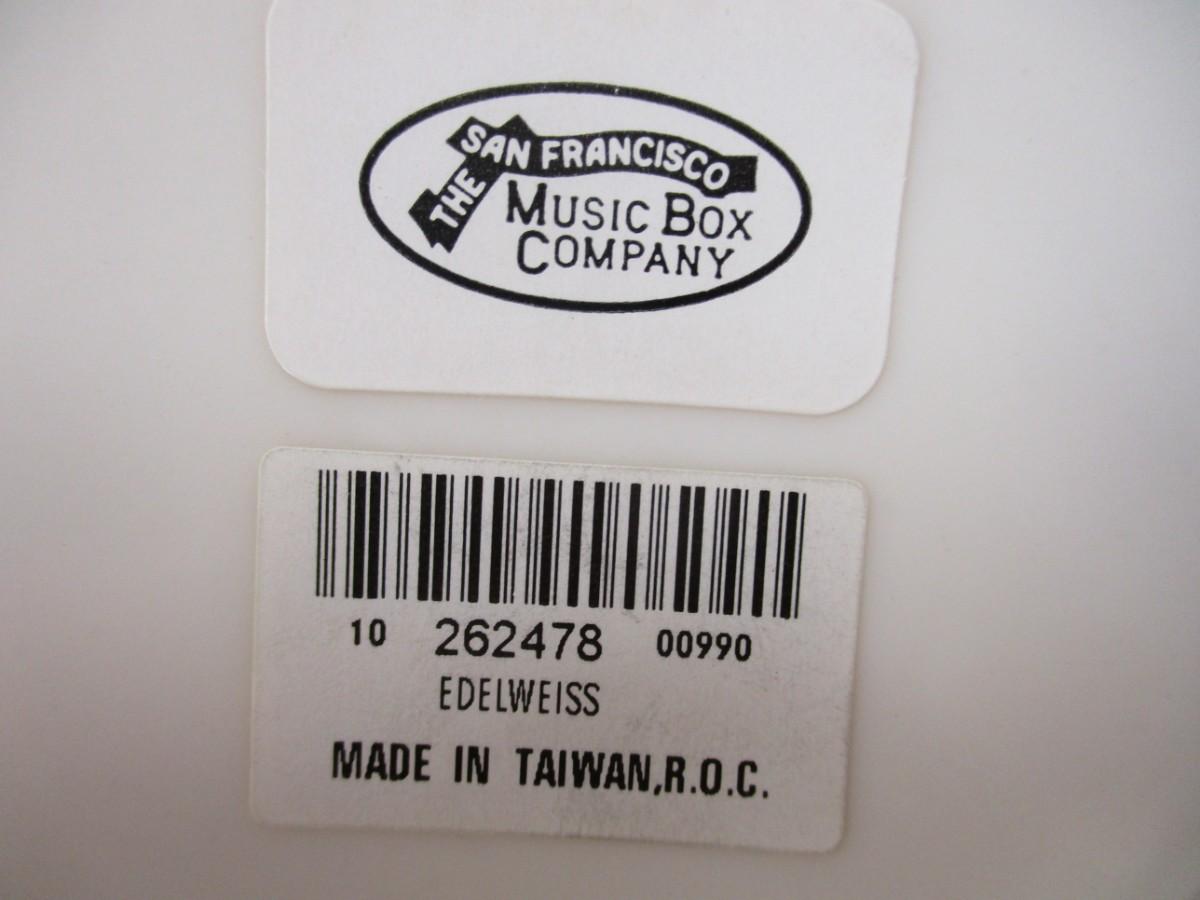 THE SAN FRANCISCO
MUSIC BOX
COMPANY
10 262478 00990
EDELWEISS
MADE IN TAIWAN,R.O.C.